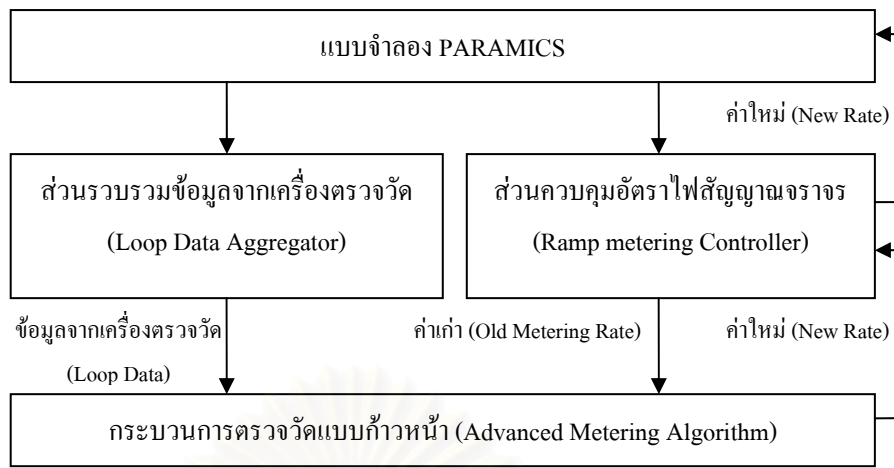 แบบจำลอง PARAMICS
ค่าใหม่ (New Rate)
ส่วนรวบรวมข้อมูลจากเครื่องตรวจวัด
(Loop Data Aggregator)
ส่วนควบคุมอัตราไฟสัญญาณจราจร
(Ramp metering Controller)
ข้อมูลจากเครื่องตรวจวัด
(Loop Data)
ค่าเก่า (Old Metering Rate)
ค่าใหม่ (New Rate)
กระบวนการตรวจวัดแบบก้าวหน้า (Advanced Metering Algorithm)